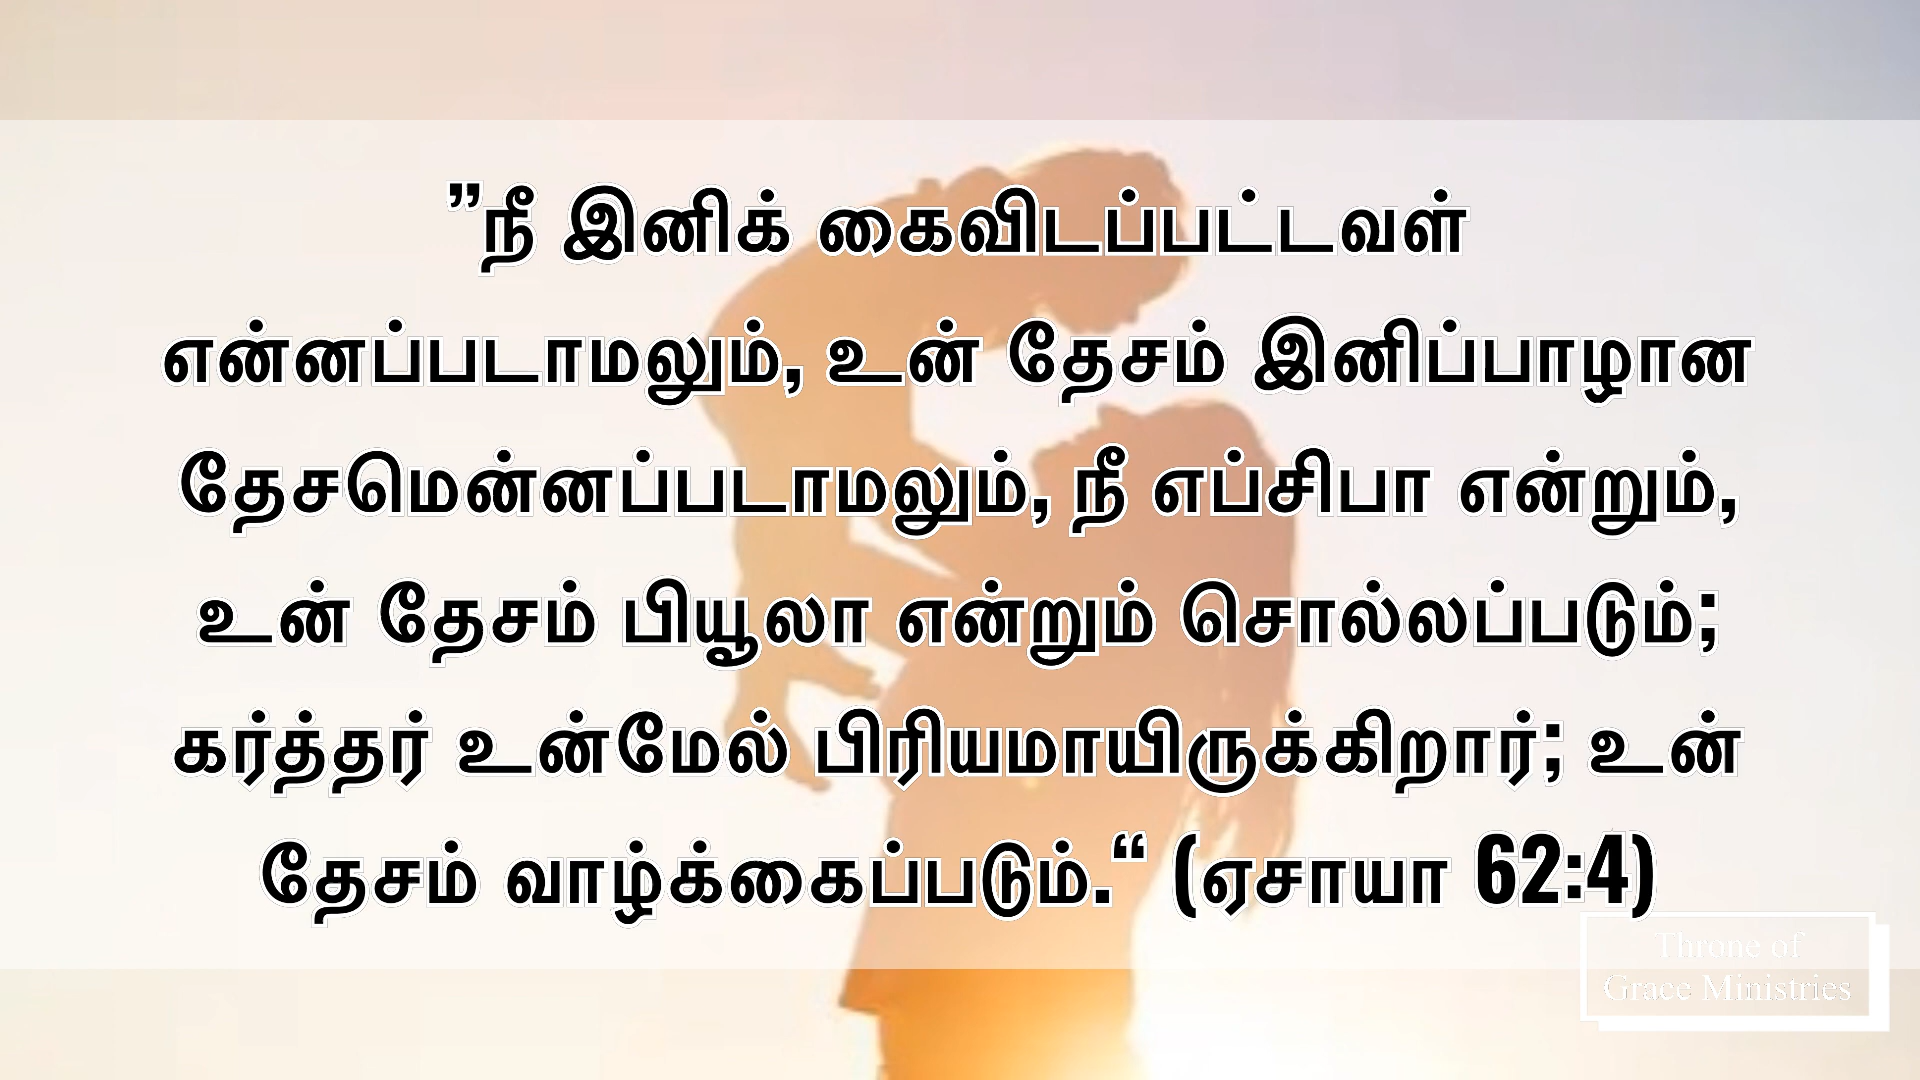 ”நீ இனிக் கைவிடப்பட்டவள்
என்னப்படாமலும், உன் தேசம் இனிப்பாழான
தேசமென்னப்படாமலும், நீ எப்சிபா என்றும்,
உன் தேசம் பியூலா என்றும் சொல்லப்படும்;
கர்த்தர் உன்மேல் பிரியமாயிருக்கிறார்; உன்
தேசம் வாழ்க்கைப்படும்.“ (ஏசாயா 62:4)
Throne of
Grace Ministries